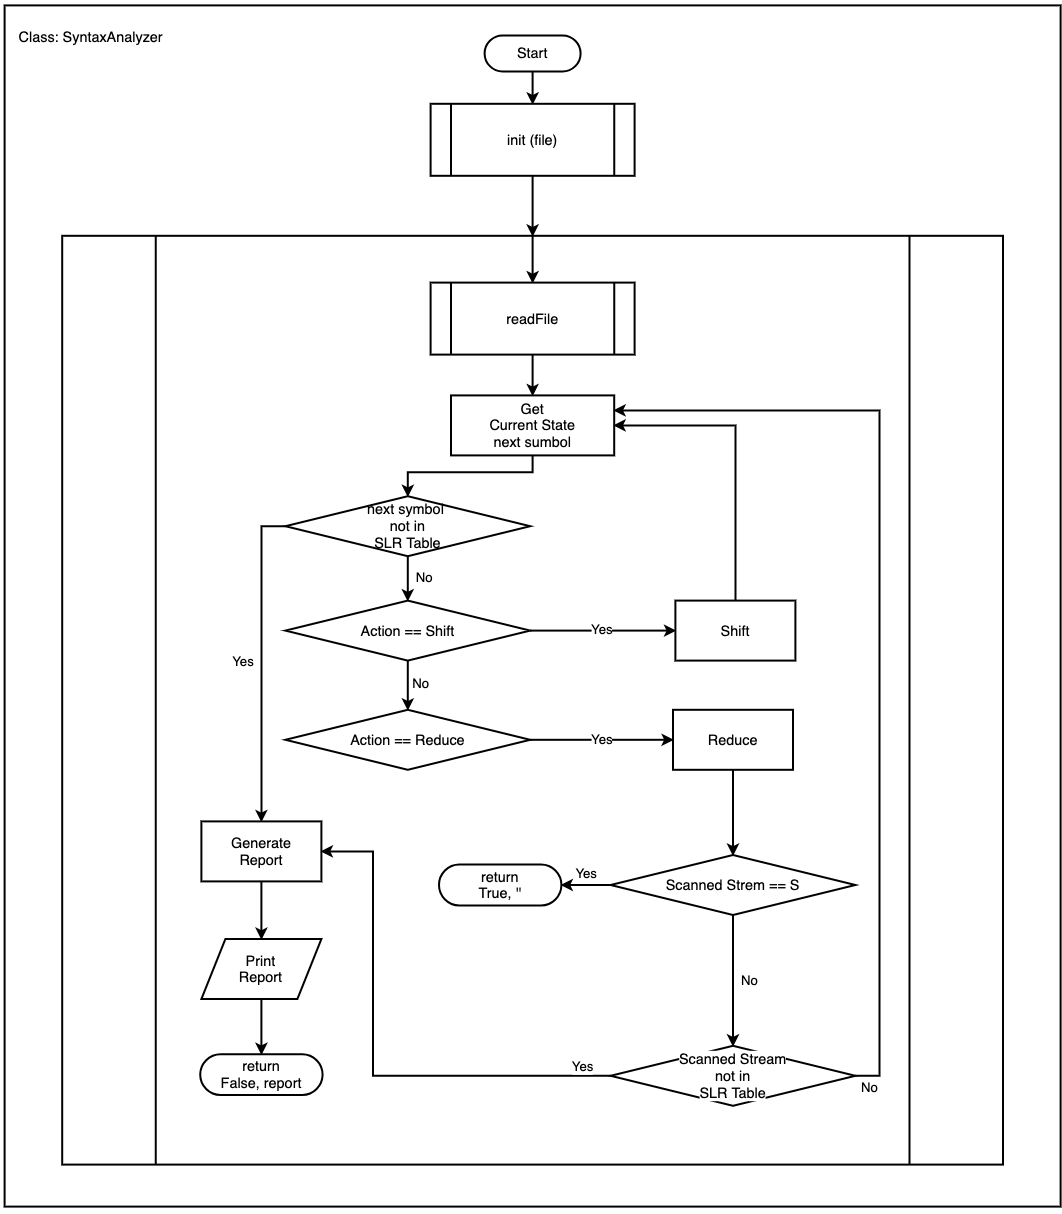 Class: SyntaxAnalyzer
Start
init (file)
readFile
Get
Current State
next sumbol
next symbol
not in
SLR Table
No
Action == Shift
Yes
Shift
Yes
No
Action == Reduce
Yes
Reduce
Generate
Report
return
True, "
Yes
Scanned Strem == S
Print
Report
No
return
False, report
Yes
Scanned Stream
not in
SLR Table
No